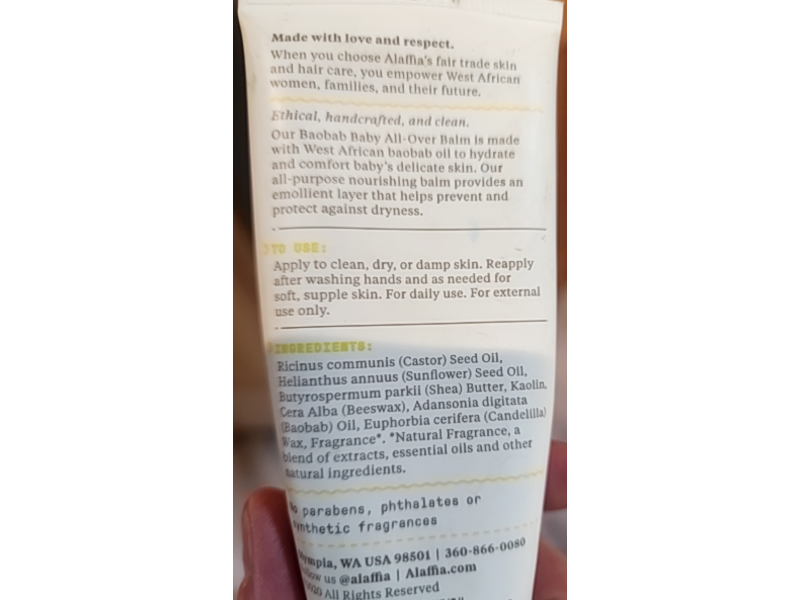 Made with love and respect.
When you choose Alaffia's fair trade skin
and hair care, you empower West African
women, families, and their future.
Ethical, handcrafted, and clean.
Our Baobab Baby All-Over Balm is made
with West African baobab oil to hydrate
and comfort baby's delicate skin. Our
all-purpose nourishing balm provides an
emollient layer that helps prevent and
protect against dryness.
TO USE:
Apply to clean, dry, or damp skin. Reapply
after washing hands and as needed for
soft, supple skin. For daily use. For external
use only.
INGREDIENTS:
Ricinus communis (Castor) Seed Oil,
Helianthus annuus (Sunflower) Seed Oil,
Butyrospermum parkii (Shea) Butter, Kaolin,
Cera Alba (Beeswax), Adansonia digitata
(Baobab) Oil, Euphorbia cerifera (Candelilla)
Wax, Fragrance*. *Natural Fragrance, a
blend of extracts, essential oils and other
natural ingredients.
No parabens, phthalates or
synthetic fragrances
Olympia, WA USA 98501 | 360-866-0080
us @alaffia | Alaffia.com
All Rights Reserved